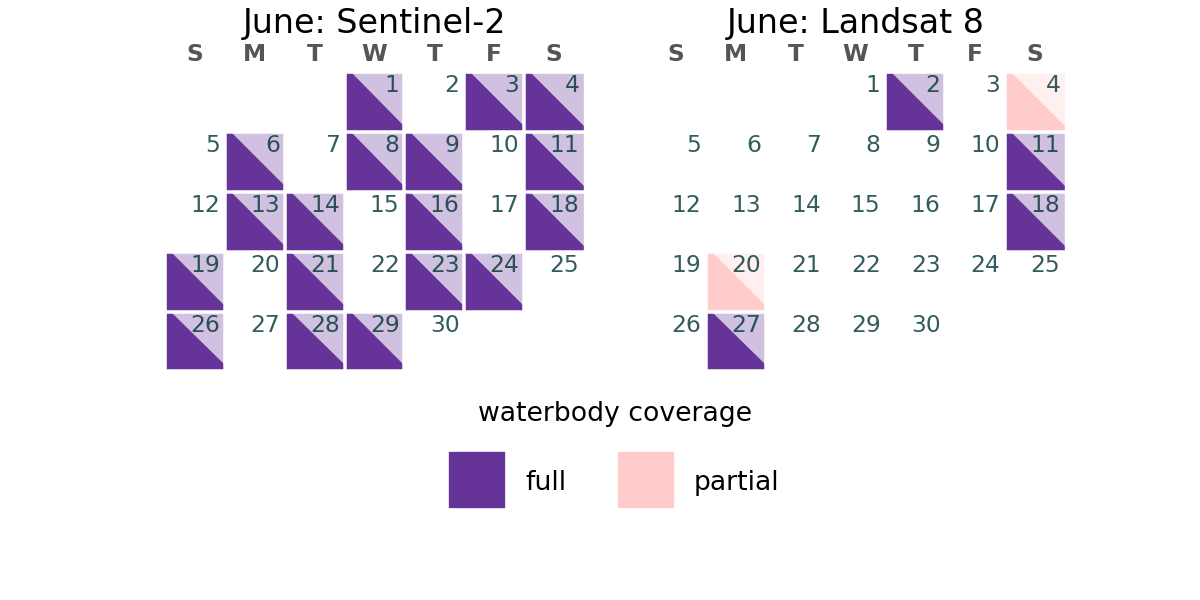 June: Sentinel-2
S M T W T F S
1 2 3 4
5 6 7 8 9 10 11
12 13 14 15 16 17 18
19 20 21 22 23 24 25
26 27 28 29 30
June: Landsat 8
S M T W T F S
1 2 3 4
5 6 7 8 9 10 11
12 13 14 15 16 17 18
19 20 21 22 23 24 25
26 27 28 29 30
waterbody coverage
full partial